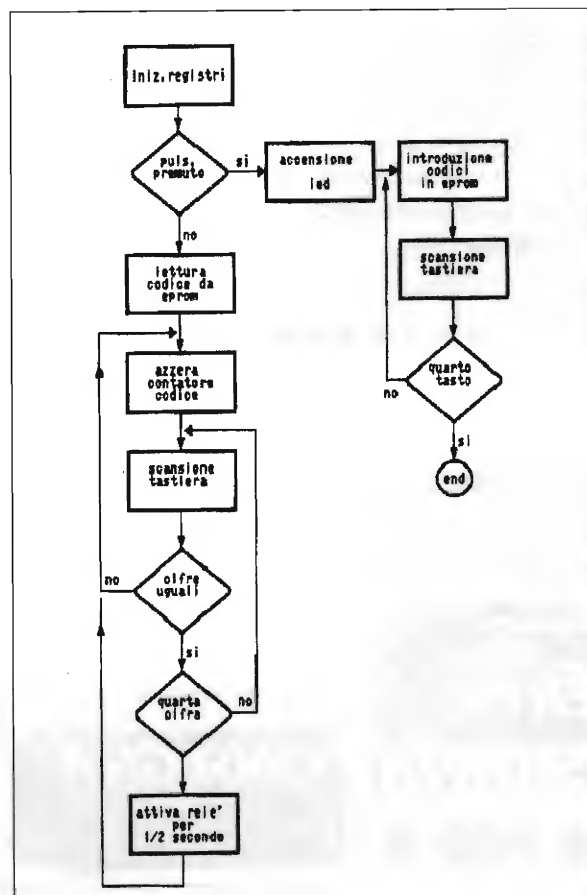 iniz.registri
puls.
premuto
si
accensione
led
introduzione
codici
in eprom
no
lettura
codice da
eprom
scansione
tastiera
azzera
contatore
codice
quarto
tasto
no
si
end
scansione
tastiera
cifre
uguali
no
si
quarta
cifra
no
attiva rele'
per
1/2 secondo